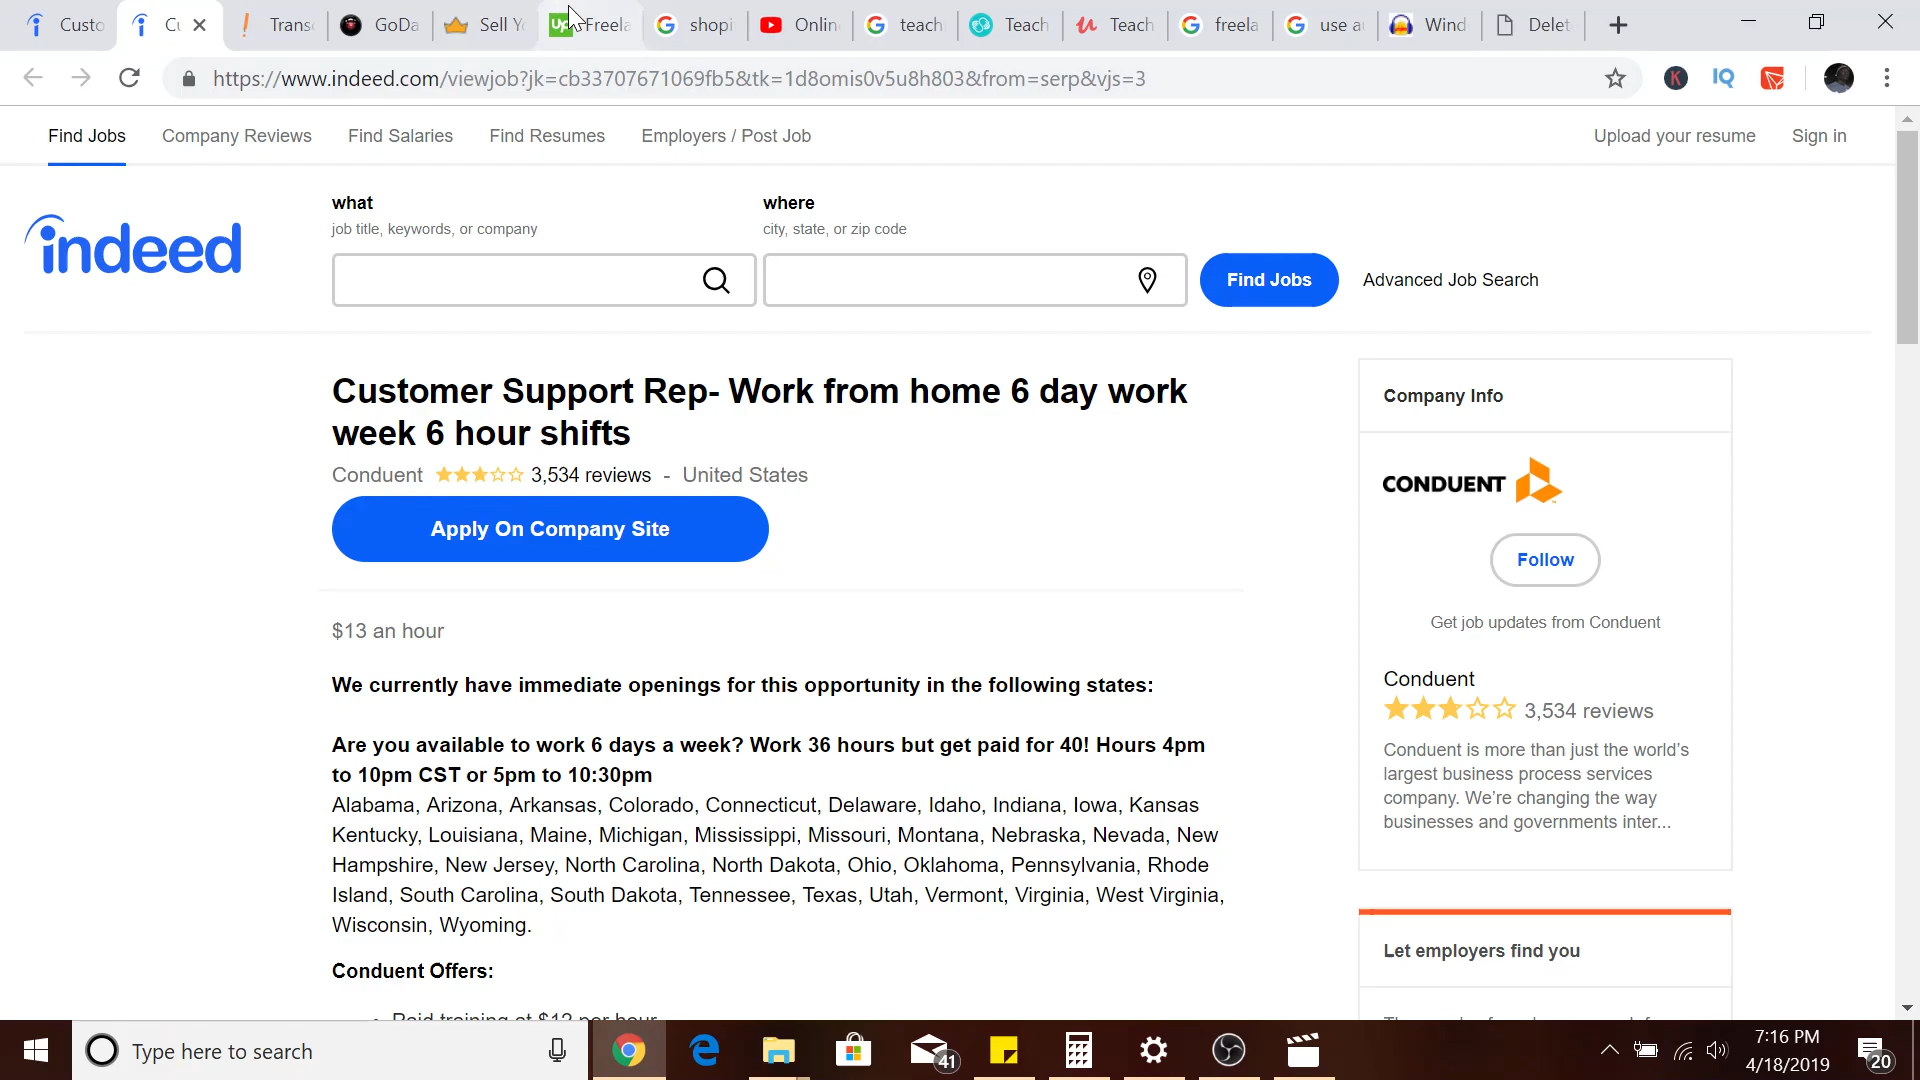 Custo
Cu
Transc
GoDa
Sell Yo
up Freela
shopi
Onlin
teach
Teach
Teach
freela
use au
Wind
Delet
https://www.indeed.com/viewjob?jk=cb33707671069fb5&tk=1d8omis0v5u8h803&from=serp&vjs=3
K IQ
Find Jobs Company Reviews Find Salaries Find Resumes Employers / Post Job Upload your resume Sign in
what where
job title, keywords, or company city, state, or zip code
indeed
Find Jobs Advanced Job Search
Customer Support Rep- Work from home 6 day work
week 6 hour shifts
Conduent 3,534 reviews - United States
Apply On Company Site
$13 an hour
We currently have immediate openings for this opportunity in the following states:
Are you available to work 6 days a week? Work 36 hours but get paid for 40! Hours 4pm
to 10pm CST or 5pm to 10:30pm
Alabama, Arizona, Arkansas, Colorado, Connecticut, Delaware, Idaho, Indiana, Iowa, Kansas
Kentucky, Louisiana, Maine, Michigan, Mississippi, Missouri, Montana, Nebraska, Nevada, New
Hampshire, New Jersey, North Carolina, North Dakota, Ohio, Oklahoma, Pennsylvania, Rhode
Island, South Carolina, South Dakota, Tennessee, Texas, Utah, Vermont, Virginia, West Virginia,
Wisconsin, Wyoming.
Conduent Offers:
Paid training at $12 per hour
Company Info
CONDUENT
Follow
Get job updates from Conduent
Conduent
3,534 reviews
Conduent is more than just the world's
largest business process services
company. We're changing the way
businesses and governments inter...
Let employers find you
Type here to search
41
7:16 PM
4/18/2019
20